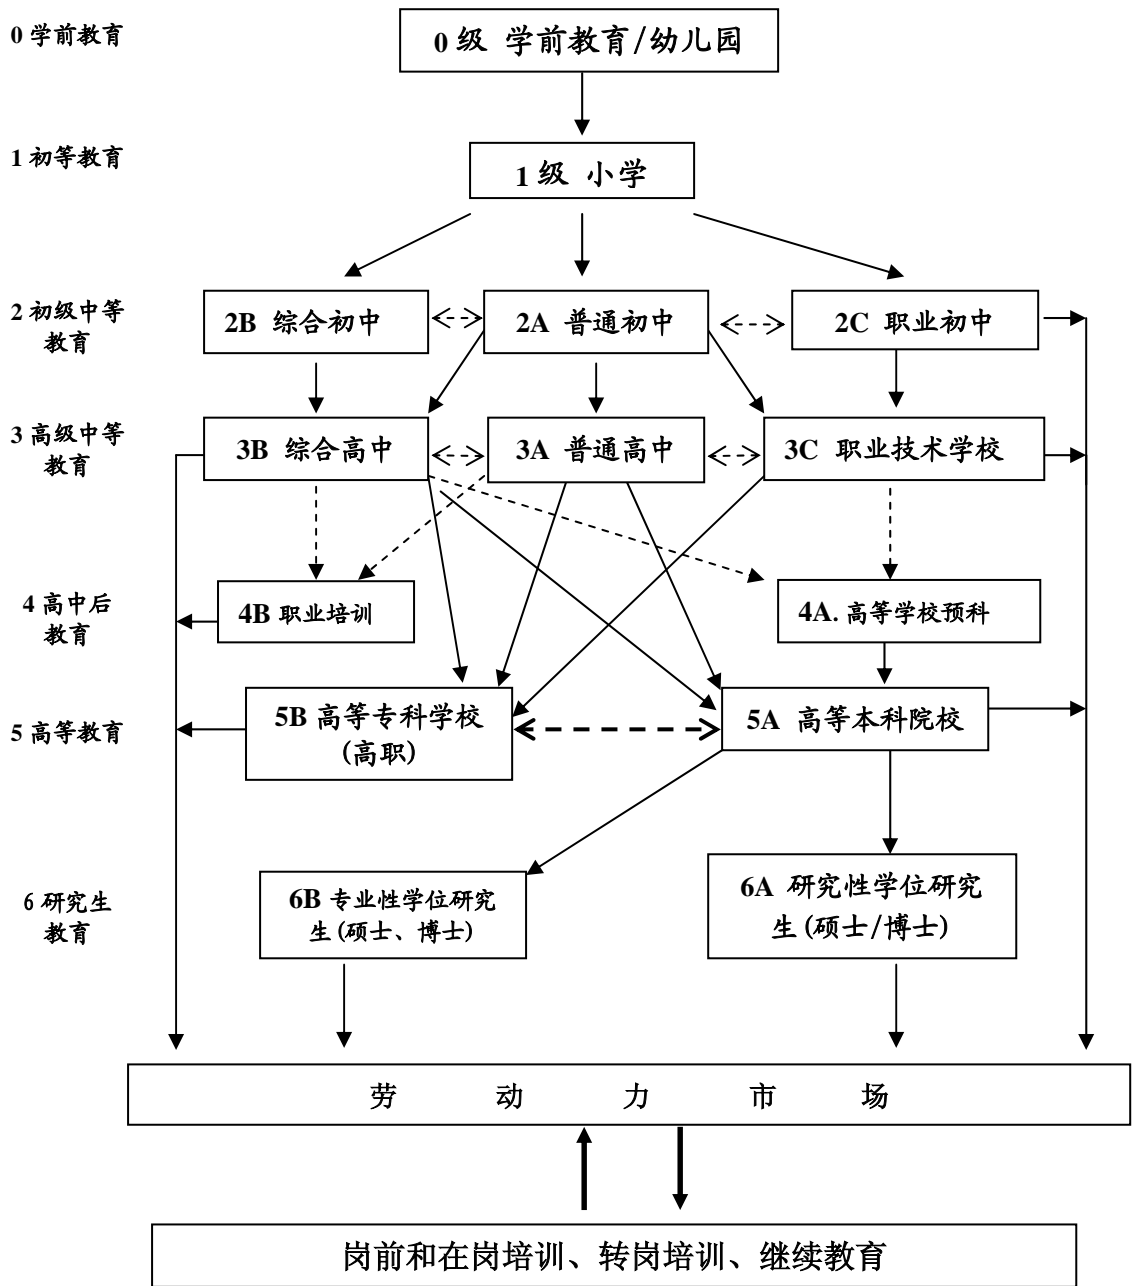 0 学前教育
0 级 学前教育/幼儿园
1 初等教育
1 级 小学
2 初级中等
教育
2B 综合初中
2A 普通初中
2C 职业初中
3 高级中等
教育
3B 综合高中
3A 普通高中
3C 职业技术学校
4 高中后
教育
4B 职业培训
4A. 高等学校预科
5 高等教育
5B 高等专科学校
(高职)
5A 高等本科院校
6 研究生
教育
6B 专业性学位研究
生(硕士、博士)
6A 研究性学位研究
生(硕士/博士)
劳 动 力 市 场
岗前和在岗培训、转岗培训、继续教育